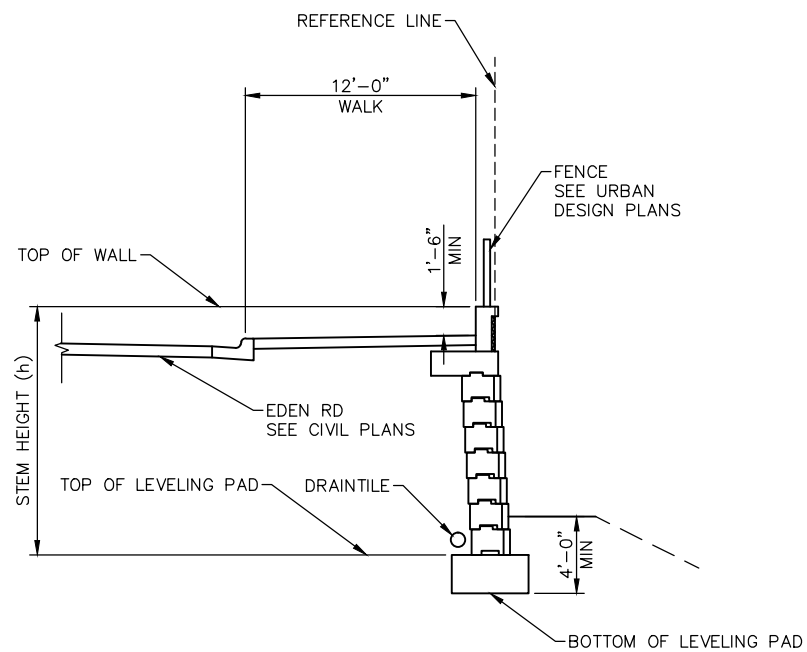 REFERENCE LINE
12'-0"
WALK
FENCE
SEE URBAN
DESIGN PLANS
1'-6"
MIN
TOP OF WALL
STEM HEIGHT (h)
EDEN RD
SEE CIVIL PLANS
TOP OF LEVELING PAD
DRAINTILE
4'-0"
MIN
BOTTOM OF LEVELING PAD